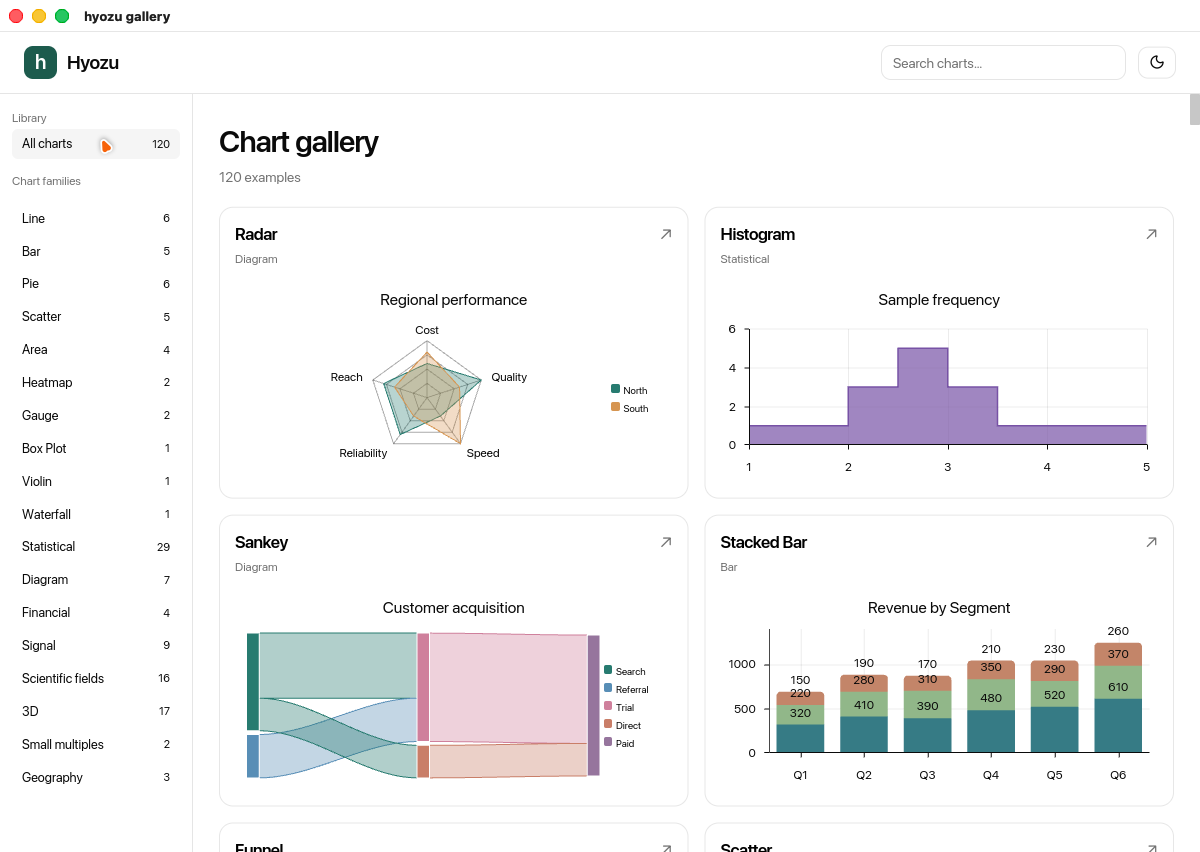 hyozu gallery
h Hyozu
Search charts...
Library
All charts 120
Chart families
Line 6
Bar 5
Pie 6
Scatter 5
Area 4
Heatmap 2
Gauge 2
Box Plot 1
Violin 1
Waterfall 1
Statistical 29
Diagram 7
Financial 4
Signal 9
Scientific fields 16
3D 17
Small multiples 2
Geography 3
Chart gallery
120 examples
Radar
Diagram
Regional performance
Cost
Reach
Quality
Reliability
Speed
North
South
Histogram
Statistical
Sample frequency
6
4
2
0
1 2 3 4 5
Sankey
Diagram
Customer acquisition
Search
Referral
Trial
Direct
Paid
Stacked Bar
Bar
Revenue by Segment
1000
500
0
150 190 170 210 230 260
220 280 310 350 290 370
320 410 390 480 520 610
Q1 Q2 Q3 Q4 Q5 Q6
Funnel
Scatter